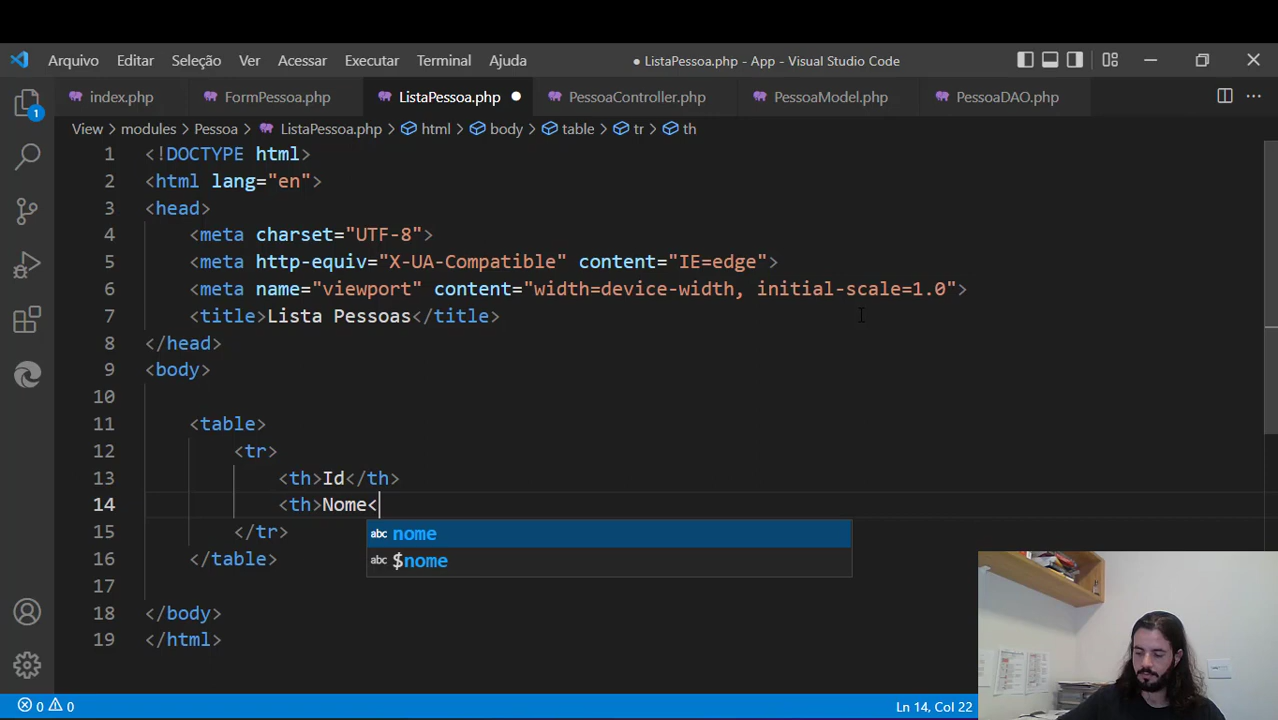 Arquivo Editar Seleção Ver Acessar Executar Terminal Ajuda ● ListaPessoa.php - App - Visual Studio Code
index.php FormPessoa.php ListaPessoa.php PessoaController.php PessoaModel.php PessoaDAO.php
View > modules > Pessoa > ListaPessoa.php > html > body > table > tr > th
1 <!DOCTYPE html>
2 <html lang="en">
3 <head>
4 <meta charset="UTF-8">
5 <meta http-equiv="X-UA-Compatible" content="IE=edge">
6 <meta name="viewport" content="width=device-width, initial-scale=1.0">
7 <title>Lista Pessoas</title>
8 </head>
9 <body>
10
11 <table>
12 <tr>
13 <th>Id</th>
14 <th>Nome<
abc nome
15 </tr>
abc $nome
16 </table>
17
18 </body>
19 </html>
1
0 0 Ln 14, Col 22